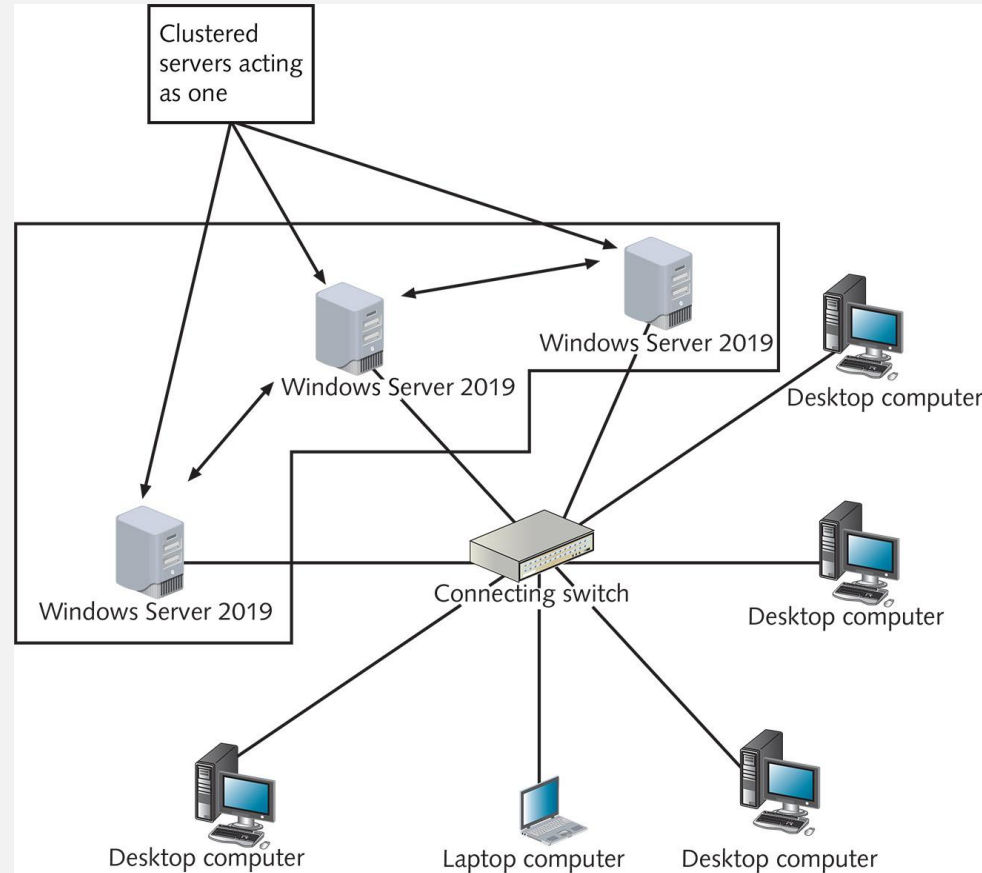 Clustered
servers acting
as one
Windows Server 2019
Windows Server 2019
Desktop computer
Windows Server 2019
Connecting switch
Desktop computer
Desktop computer
Laptop computer
Desktop computer